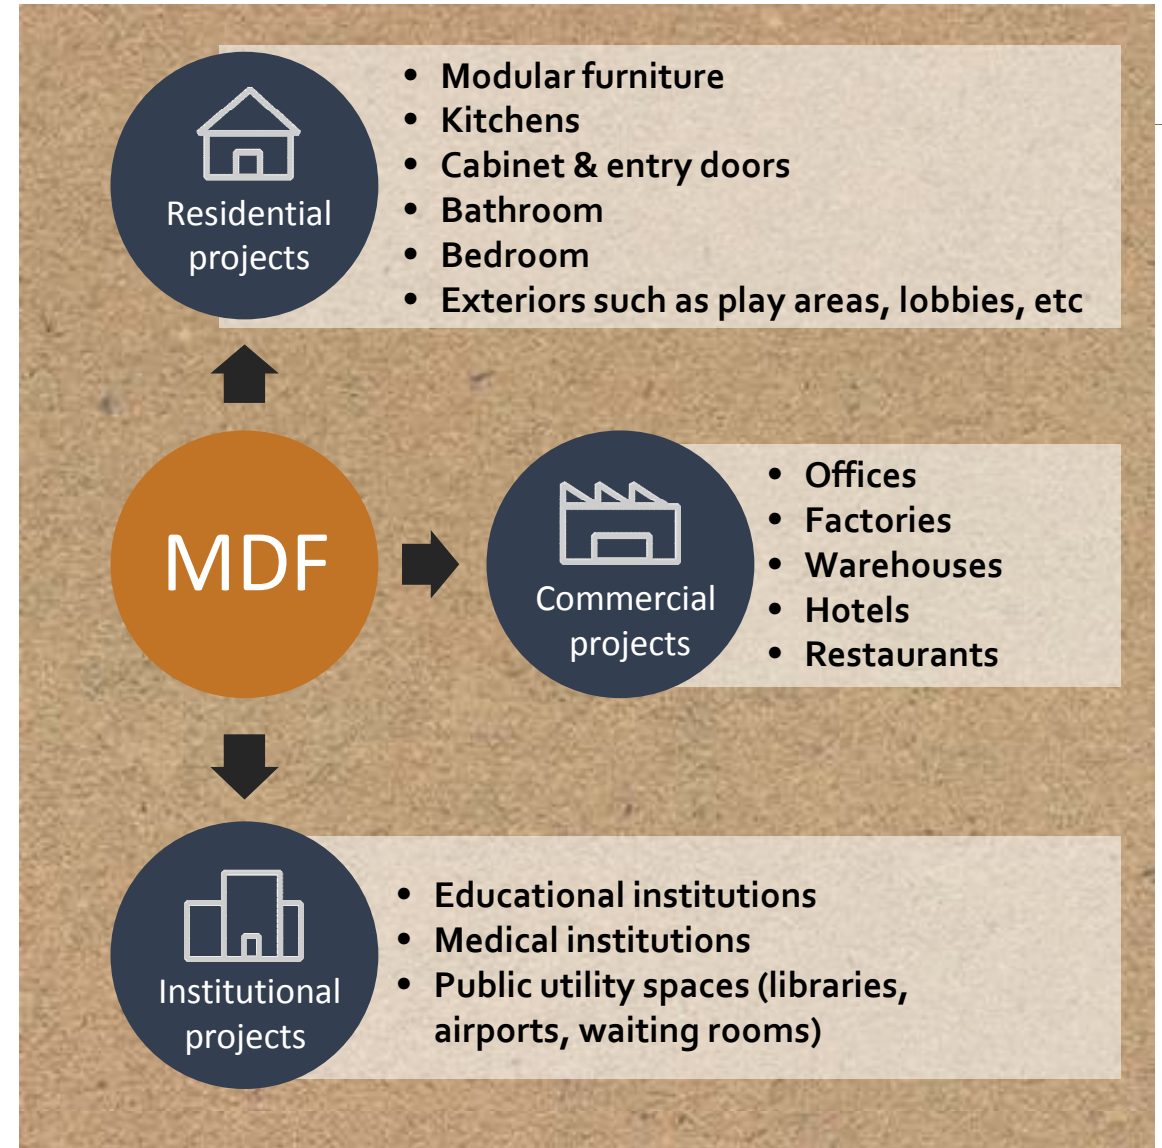 Residential
projects
• Modular furniture
• Kitchens
• Cabinet & entry doors
• Bathroom
• Bedroom
• Exteriors such as play areas, lobbies, etc
MDF
Commercial
projects
• Offices
• Factories
• Warehouses
• Hotels
• Restaurants
Institutional
projects
• Educational institutions
• Medical institutions
• Public utility spaces (libraries,
airports, waiting rooms)